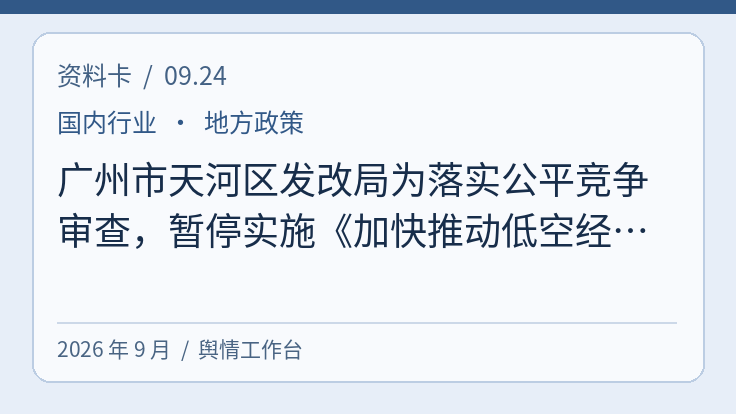 资料卡 / 09.24
国内行业 · 地方政策
广州市天河区发改局为落实公平竞争
审查，暂停实施《加快推动低空经…
2026 年 9 月 / 舆情工作台